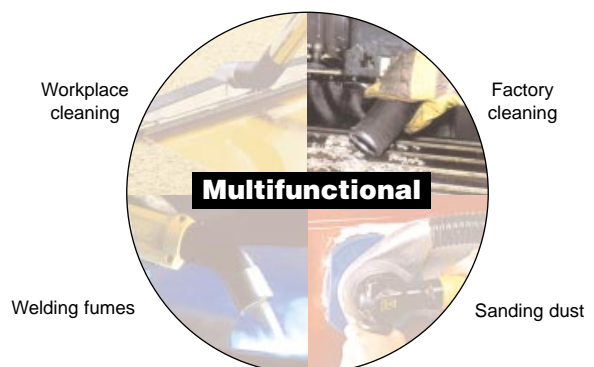 Workplace
cleaning
Factory
cleaning
Multifunctional
Welding fumes
Sanding dust